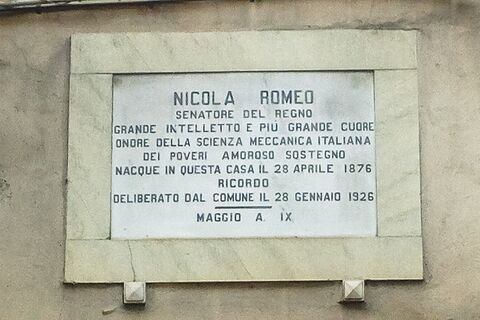 NICOLA ROMEO
SENATORE DEL REGNO
GRANDE INTELLETTO E PIÙ GRANDE CUORE
ONORE DELLA SCIENZA MECCANICA ITALIANA
DEI POVERI AMOROSO SOSTEGNO
NACQUE IN QUESTA CASA IL 28 APRILE 1876
RICORDO
DELIBERATO DAL COMUNE IL 28 GENNAIO 1926
MAGGIO A. IX